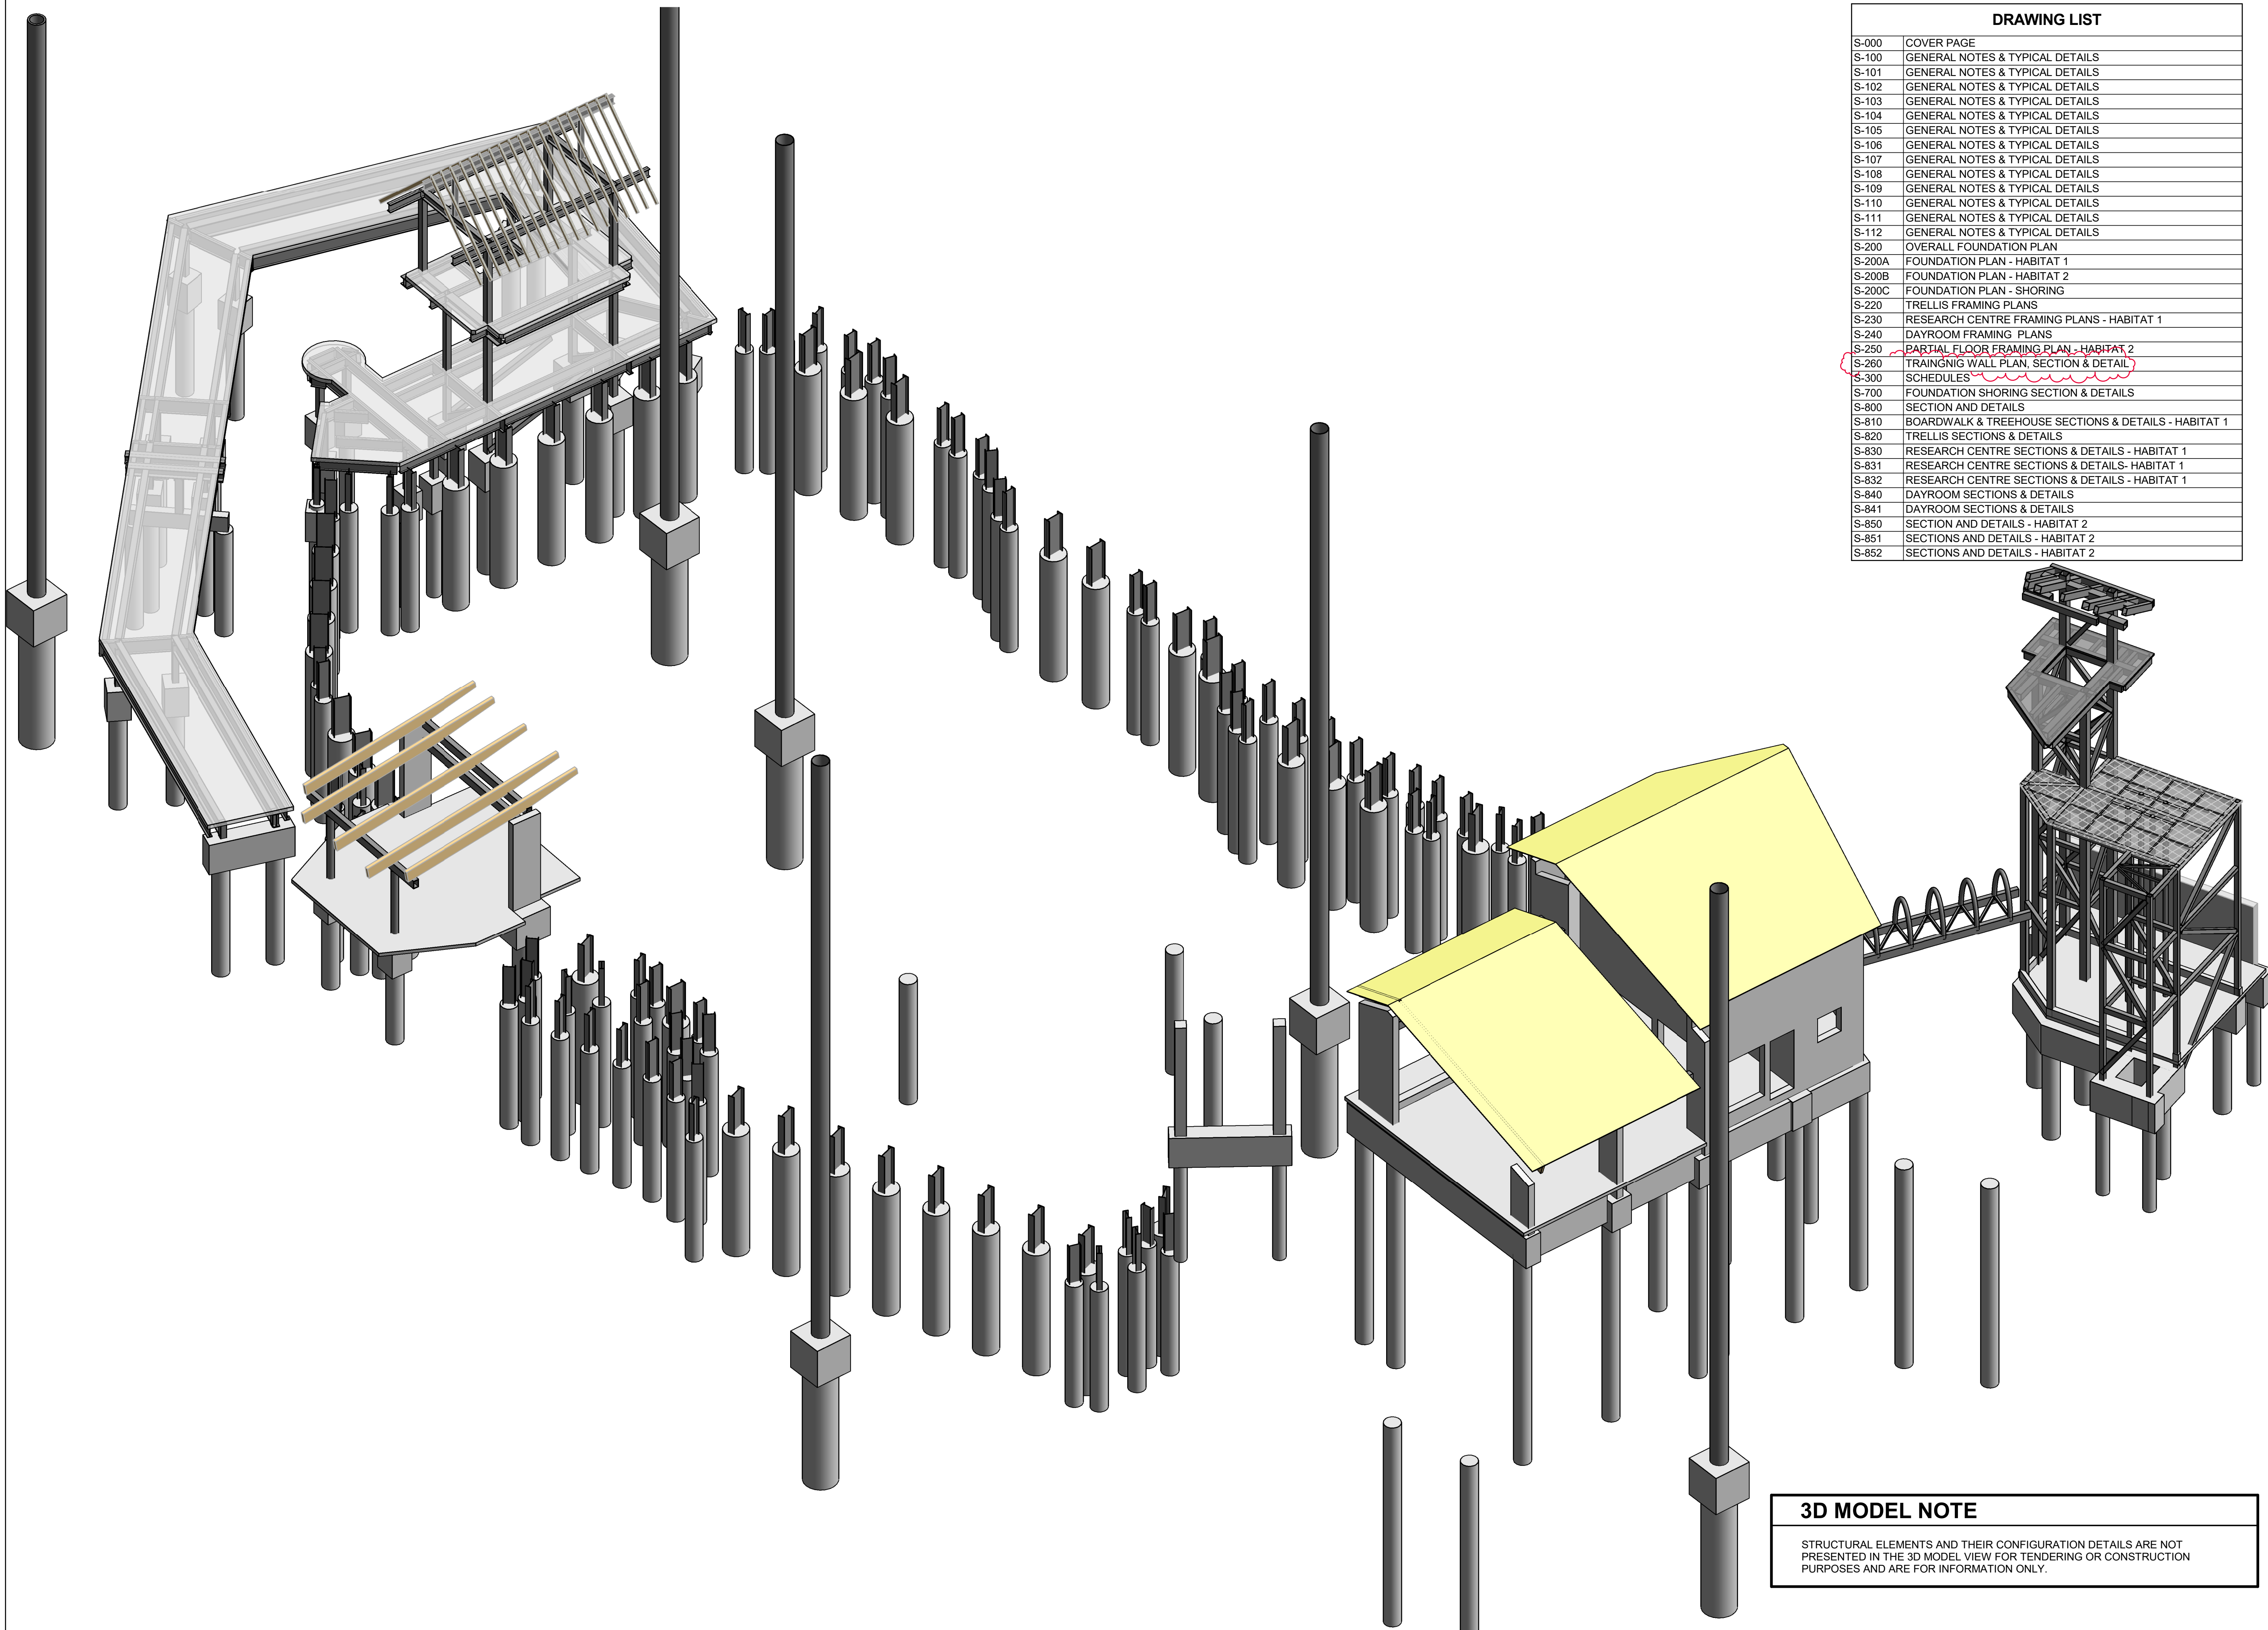 DRAWING LIST
S-000 COVER PAGE
S-100 GENERAL NOTES & TYPICAL DETAILS
S-101 GENERAL NOTES & TYPICAL DETAILS
S-102 GENERAL NOTES & TYPICAL DETAILS
S-103 GENERAL NOTES & TYPICAL DETAILS
S-104 GENERAL NOTES & TYPICAL DETAILS
S-105 GENERAL NOTES & TYPICAL DETAILS
S-106 GENERAL NOTES & TYPICAL DETAILS
S-107 GENERAL NOTES & TYPICAL DETAILS
S-108 GENERAL NOTES & TYPICAL DETAILS
S-109 GENERAL NOTES & TYPICAL DETAILS
S-110 GENERAL NOTES & TYPICAL DETAILS
S-111 GENERAL NOTES & TYPICAL DETAILS
S-112 GENERAL NOTES & TYPICAL DETAILS
S-200 OVERALL FOUNDATION PLAN
S-200A FOUNDATION PLAN - HABITAT 1
S-200B FOUNDATION PLAN - HABITAT 2
S-200C FOUNDATION PLAN - SHORING
S-220 TRELLIS FRAMING PLANS
S-230 RESEARCH CENTRE FRAMING PLANS - HABITAT 1
S-240 DAYROOM FRAMING PLANS
S-250 PARTIAL FLOOR FRAMING PLAN - HABITAT 2
S-260 TRAINGNIG WALL PLAN, SECTION & DETAIL
S-300 SCHEDULES
S-700 FOUNDATION SHORING SECTION & DETAILS
S-800 SECTION AND DETAILS
S-810 BOARDWALK & TREEHOUSE SECTIONS & DETAILS - HABITAT 1
S-820 TRELLIS SECTIONS & DETAILS
S-830 RESEARCH CENTRE SECTIONS & DETAILS - HABITAT 1
S-831 RESEARCH CENTRE SECTIONS & DETAILS- HABITAT 1
S-832 RESEARCH CENTRE SECTIONS & DETAILS - HABITAT 1
S-840 DAYROOM SECTIONS & DETAILS
S-841 DAYROOM SECTIONS & DETAILS
S-850 SECTION AND DETAILS - HABITAT 2
S-851 SECTIONS AND DETAILS - HABITAT 2
S-852 SECTIONS AND DETAILS - HABITAT 2
3D MODEL NOTE
STRUCTURAL ELEMENTS AND THEIR CONFIGURATION DETAILS ARE NOT
PRESENTED IN THE 3D MODEL VIEW FOR TENDERING OR CONSTRUCTION
PURPOSES AND ARE FOR INFORMATION ONLY.